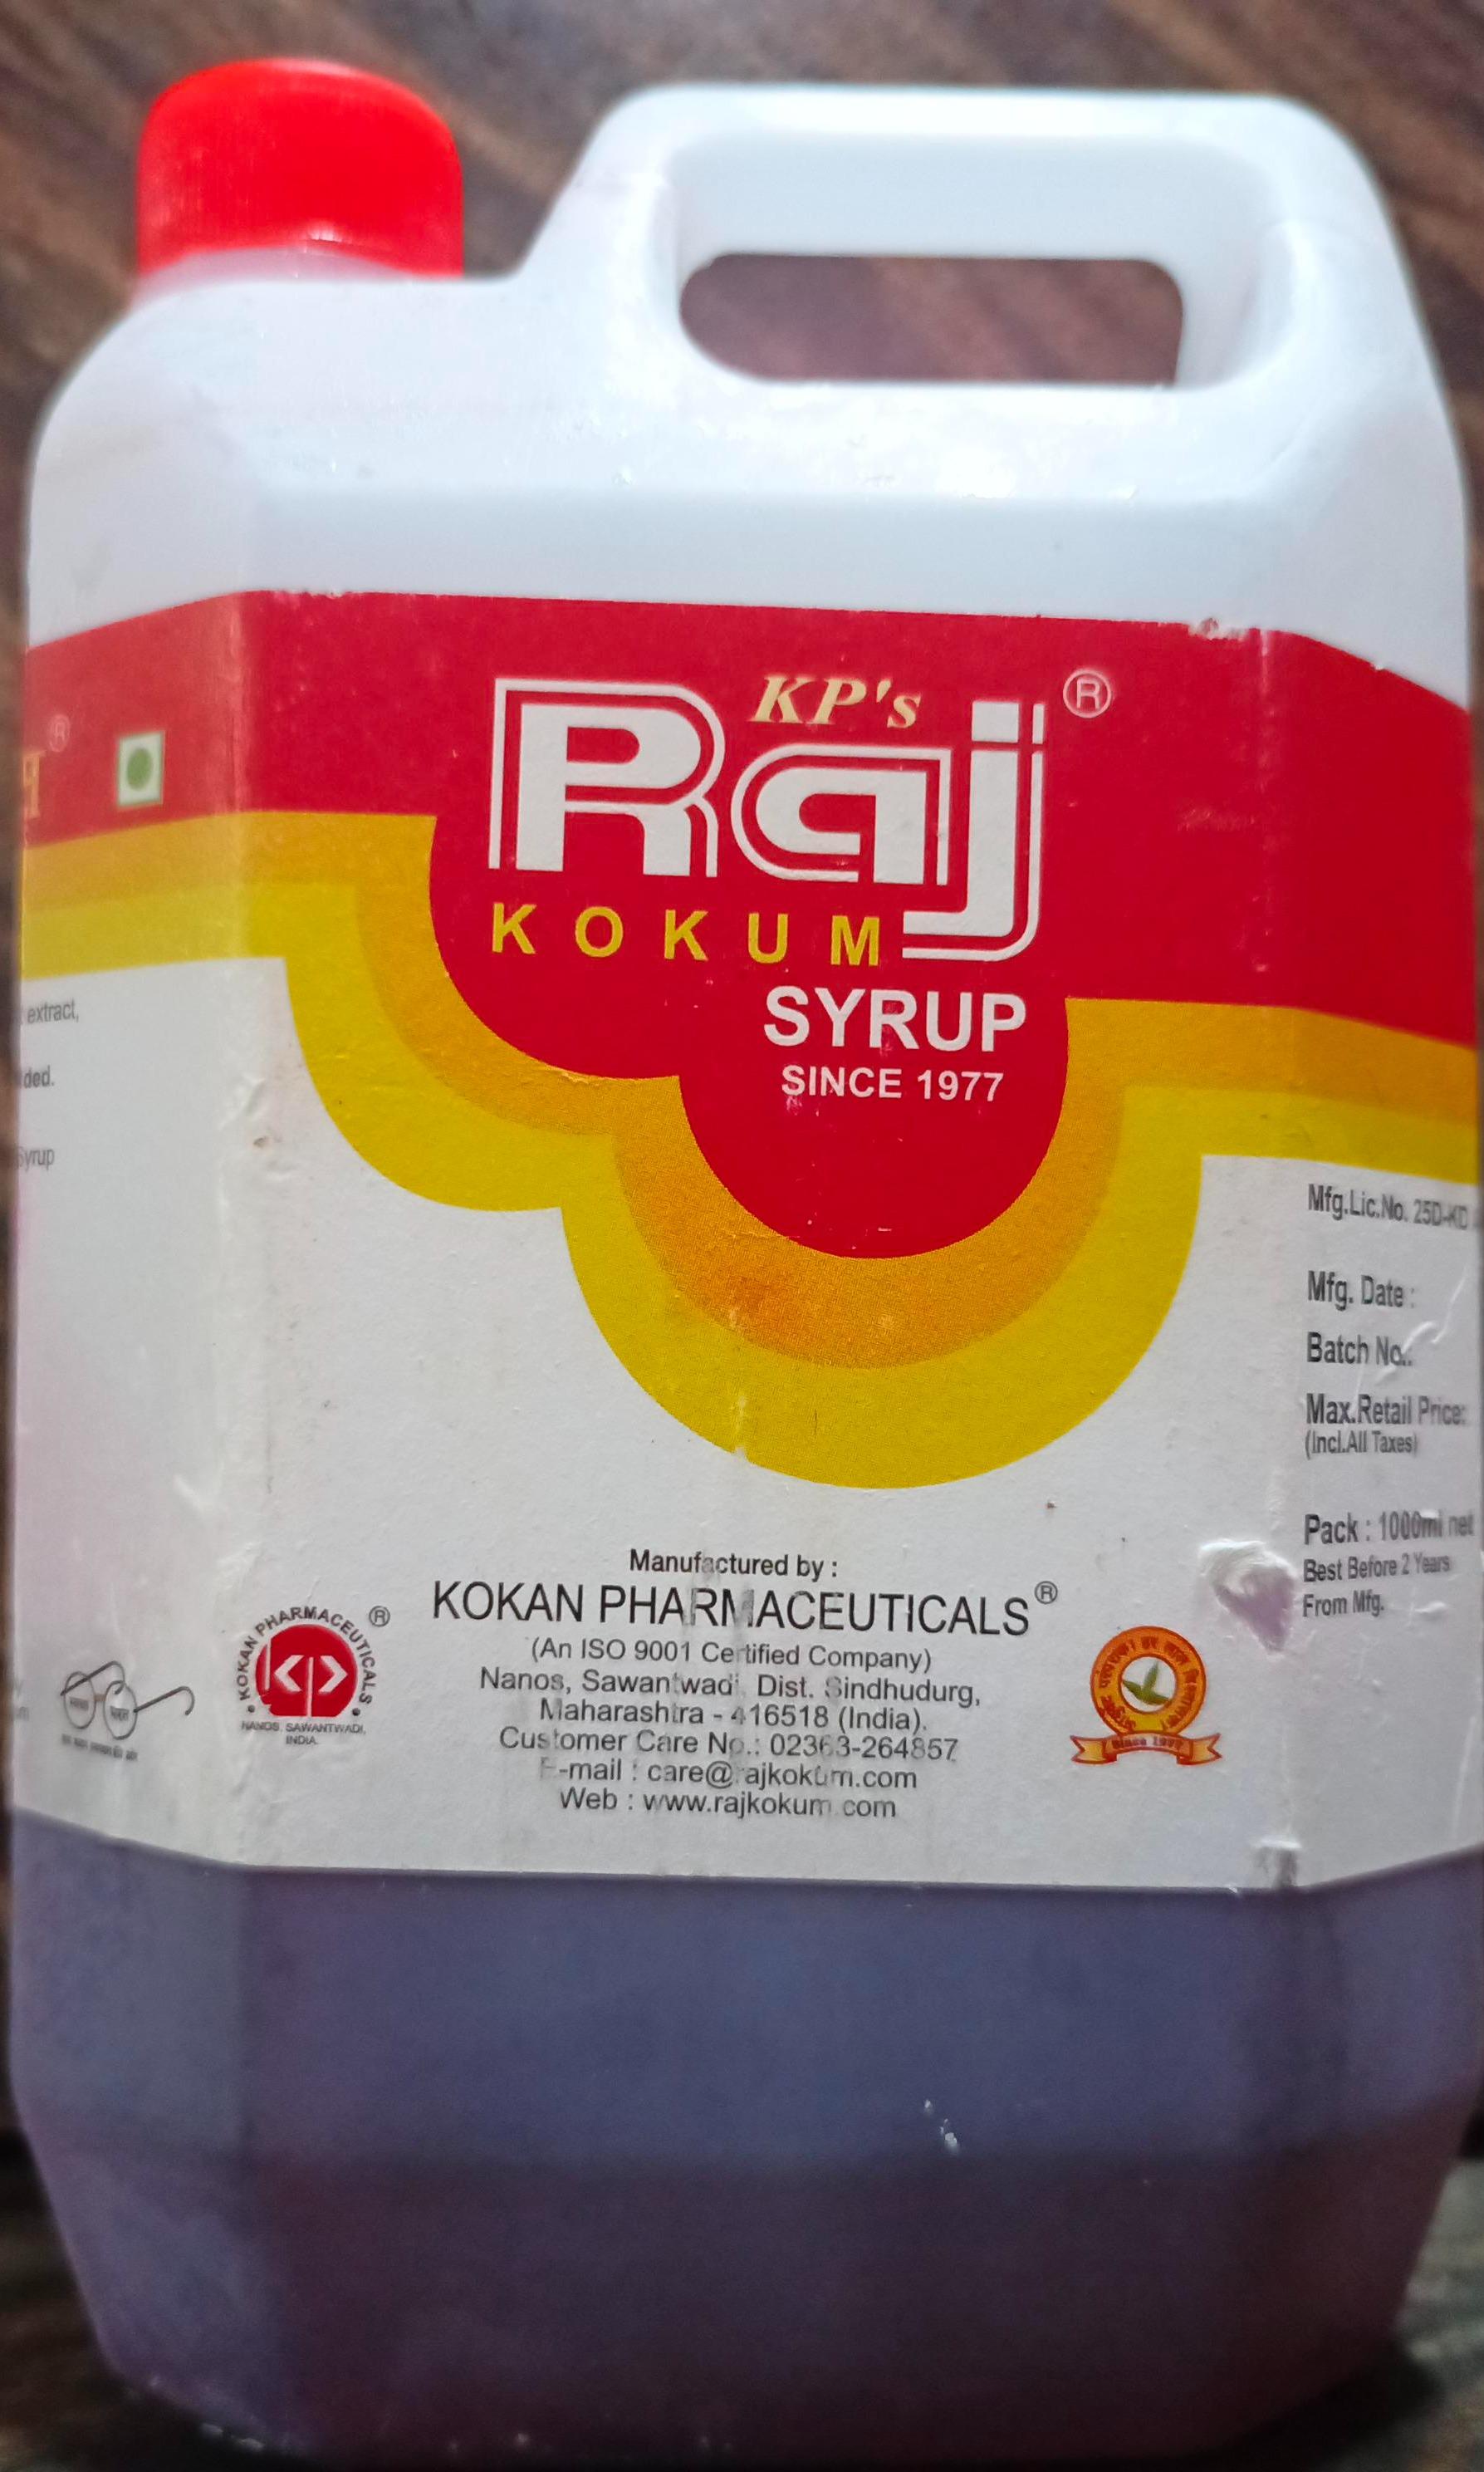 KP's
Raj ®
KOKUM
SYRUP
SINCE 1977
®
extract,
ded.
Syrup
Mfg.Lic.No. 25D-KD
Mfg. Date :
Batch No..
Max.Retail Price:
(Incl.All Taxes)
Pack : 1000ml net
Best Before 2 Years
From Mfg.
Manufactured by :
KOKAN PHARMACEUTICALS®
(An ISO 9001 Certified Company)
Nanos, Sawantwadi, Dist. Sindhudurg,
Maharashtra - 416518 (India).
Customer Care No.: 02363-264857
E-mail : care@rajkokum.com
Web : www.rajkokum.com
KOKAN PHARMACEUTICALS ®
KP
NANOS, SAWANTWADI,
INDIA.
Since 1977